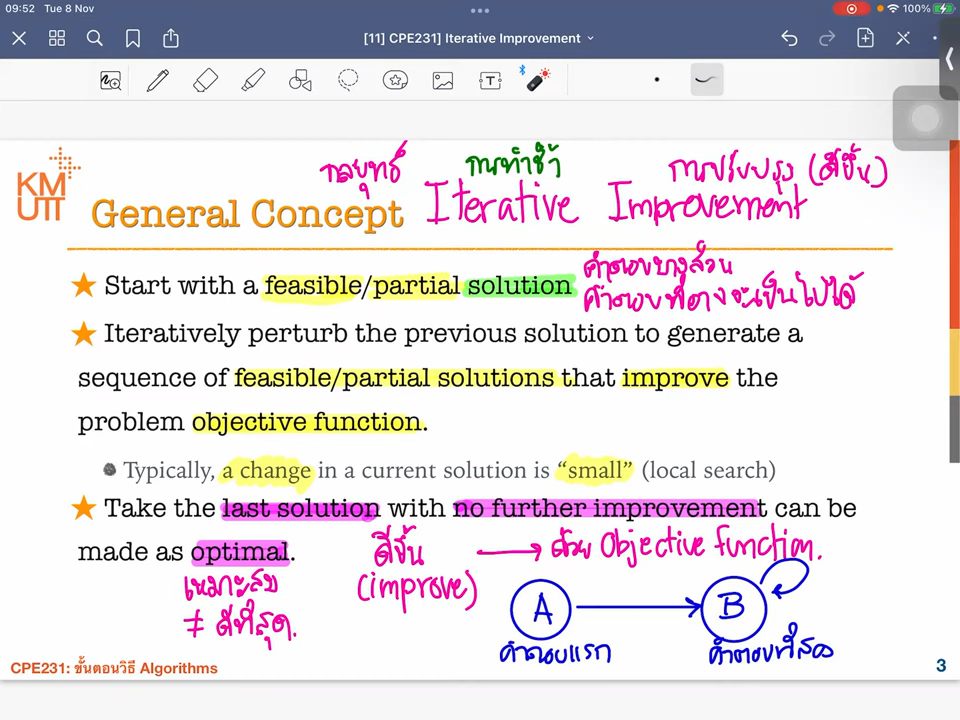 09:52 Tue 8 Nov
100%
[11] CPE231] Iterative Improvement
T
กลยุทธ์ การทำซ้ำ การปรับปรุง (ดีขึ้น)
KM
UTT
General Concept Iterative Improvement
คำตอบบางส่วน
Start with a feasible/partial solution
คำตอบที่อาจจะเป็นไปได้
Iteratively perturb the previous solution to generate a
sequence of feasible/partial solutions that improve the
problem objective function.
Typically, a change in a current solution is “small” (local search)
Take the last solution with no further improvement can be
made as optimal.
ดีขึ้น → ด้วย Objective function.
(improve)
เหมาะสม
≠ ดีที่สุด.
A B
คำตอบแรก คำตอบที่สอง
CPE231: ขั้นตอนวิธี Algorithms
3